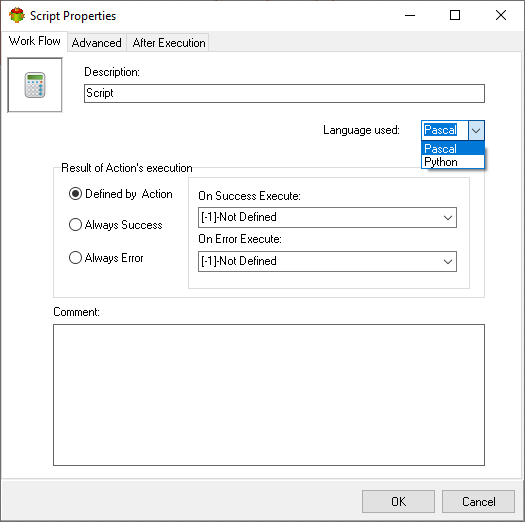 Script Properties
Work Flow Advanced After Execution
Description:
Script
Language used: Pascal
Pascal
Python
Result of Action's execution
Defined by Action
Always Success
Always Error
On Success Execute:
[-1]-Not Defined
On Error Execute:
[-1]-Not Defined
Comment:
OK Cancel